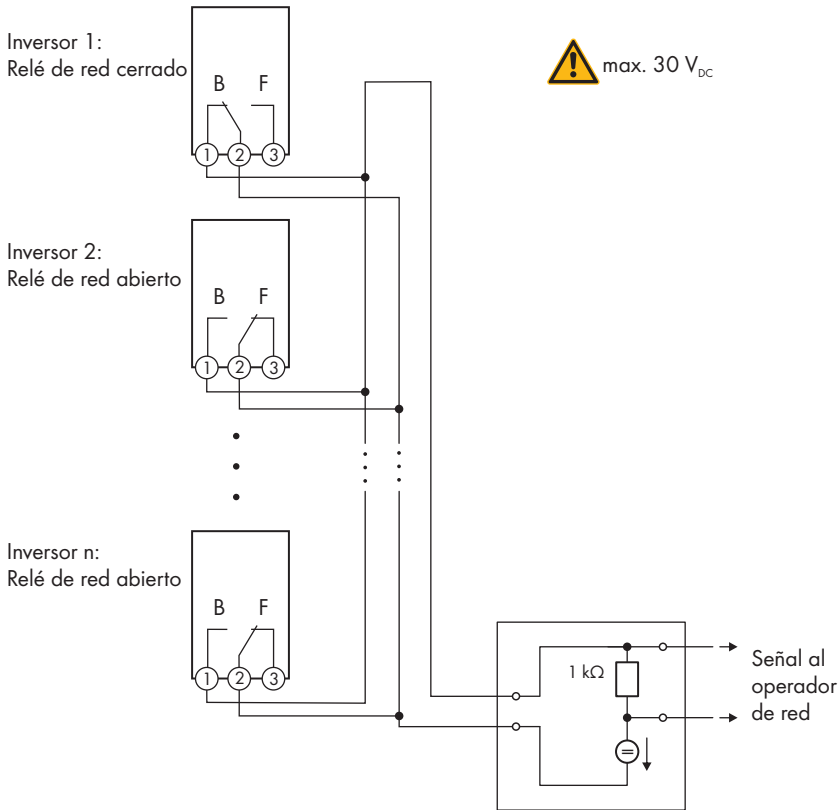 Inversor 1:
Relé de red cerrado
B F
1 2 3
max. 30 VDC
Inversor 2:
Relé de red abierto
B F
1 2 3
Inversor n:
Relé de red abierto
B F
1 2 3
1 kΩ
Señal al
operador
de red